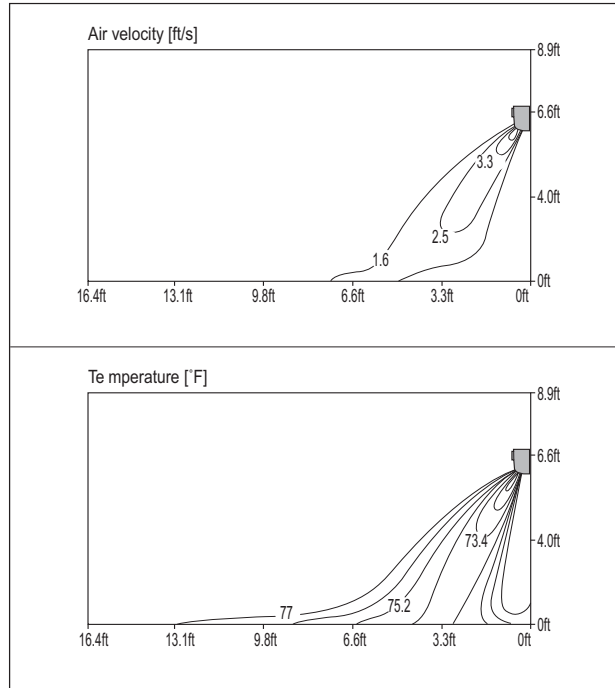 Air velocity [ft/s]
8.9ft
6.6ft
3.3
4.0ft
2.5
1.6
0ft
16.4ft 13.1ft 9.8ft 6.6ft 3.3ft 0ft
Te mperature [˚F]
8.9ft
6.6ft
73.4
4.0ft
75.2
77
0ft
16.4ft 13.1ft 9.8ft 6.6ft 3.3ft 0ft